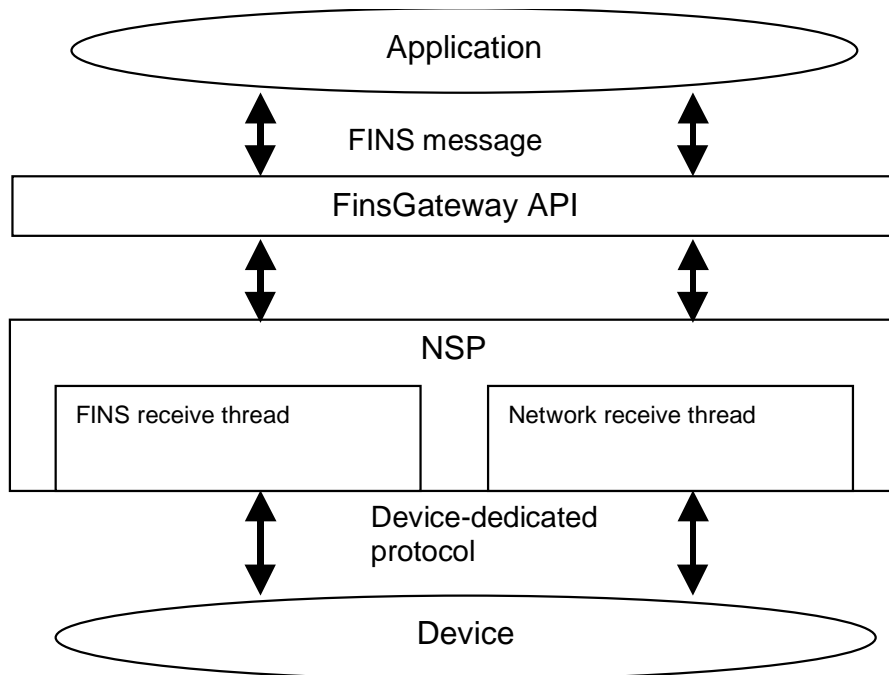 Application
FINS message
FinsGateway API
NSP
FINS receive thread
Network receive thread
Device-dedicated
protocol
Device